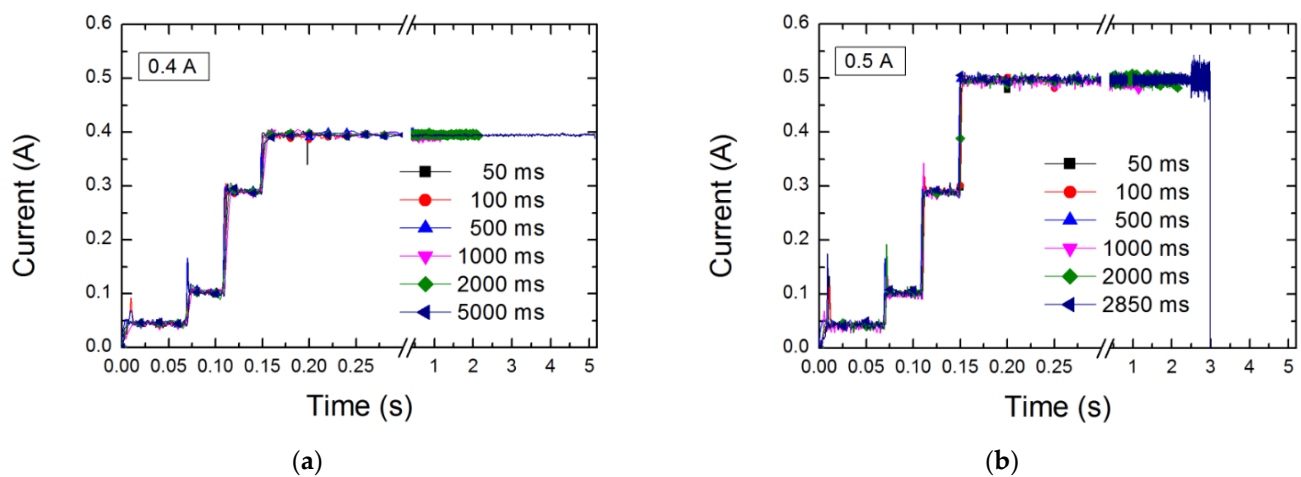 0.6
0.5
0.4
0.3
0.2
0.1
0.0
Current (A)
0.4 A
50 ms
100 ms
500 ms
1000 ms
2000 ms
5000 ms
0.00 0.05 0.10 0.15 0.20 0.25 1 2 3 4 5
Time (s)
(a)
0.6
0.5
0.4
0.3
0.2
0.1
0.0
Current (A)
0.5 A
50 ms
100 ms
500 ms
1000 ms
2000 ms
2850 ms
0.00 0.05 0.10 0.15 0.20 0.25 1 2 3 4 5
Time (s)
(b)